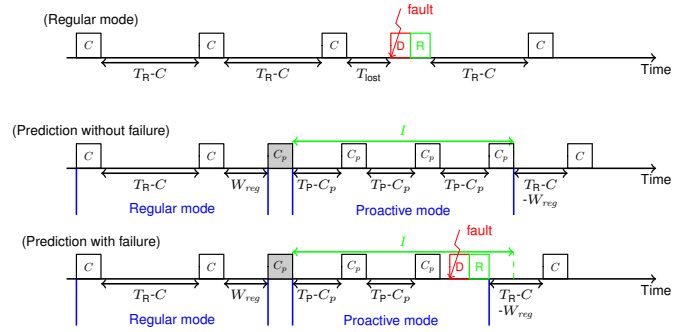 (Regular mode)
fault
C C C D R C
T_R-C T_R-C T_lost T_R-C
Time
(Prediction without failure)
I
C C C_p C_p C_p C_p C
T_R-C W_reg T_P-C_p T_P-C_p T_P-C_p T_R-C
-W_reg
Time
Regular mode Proactive mode
(Prediction with failure)
fault
I
C C C_p C_p C_p D R C
T_R-C W_reg T_P-C_p T_P-C_p T_R-C
-W_reg
Time
Regular mode Proactive mode